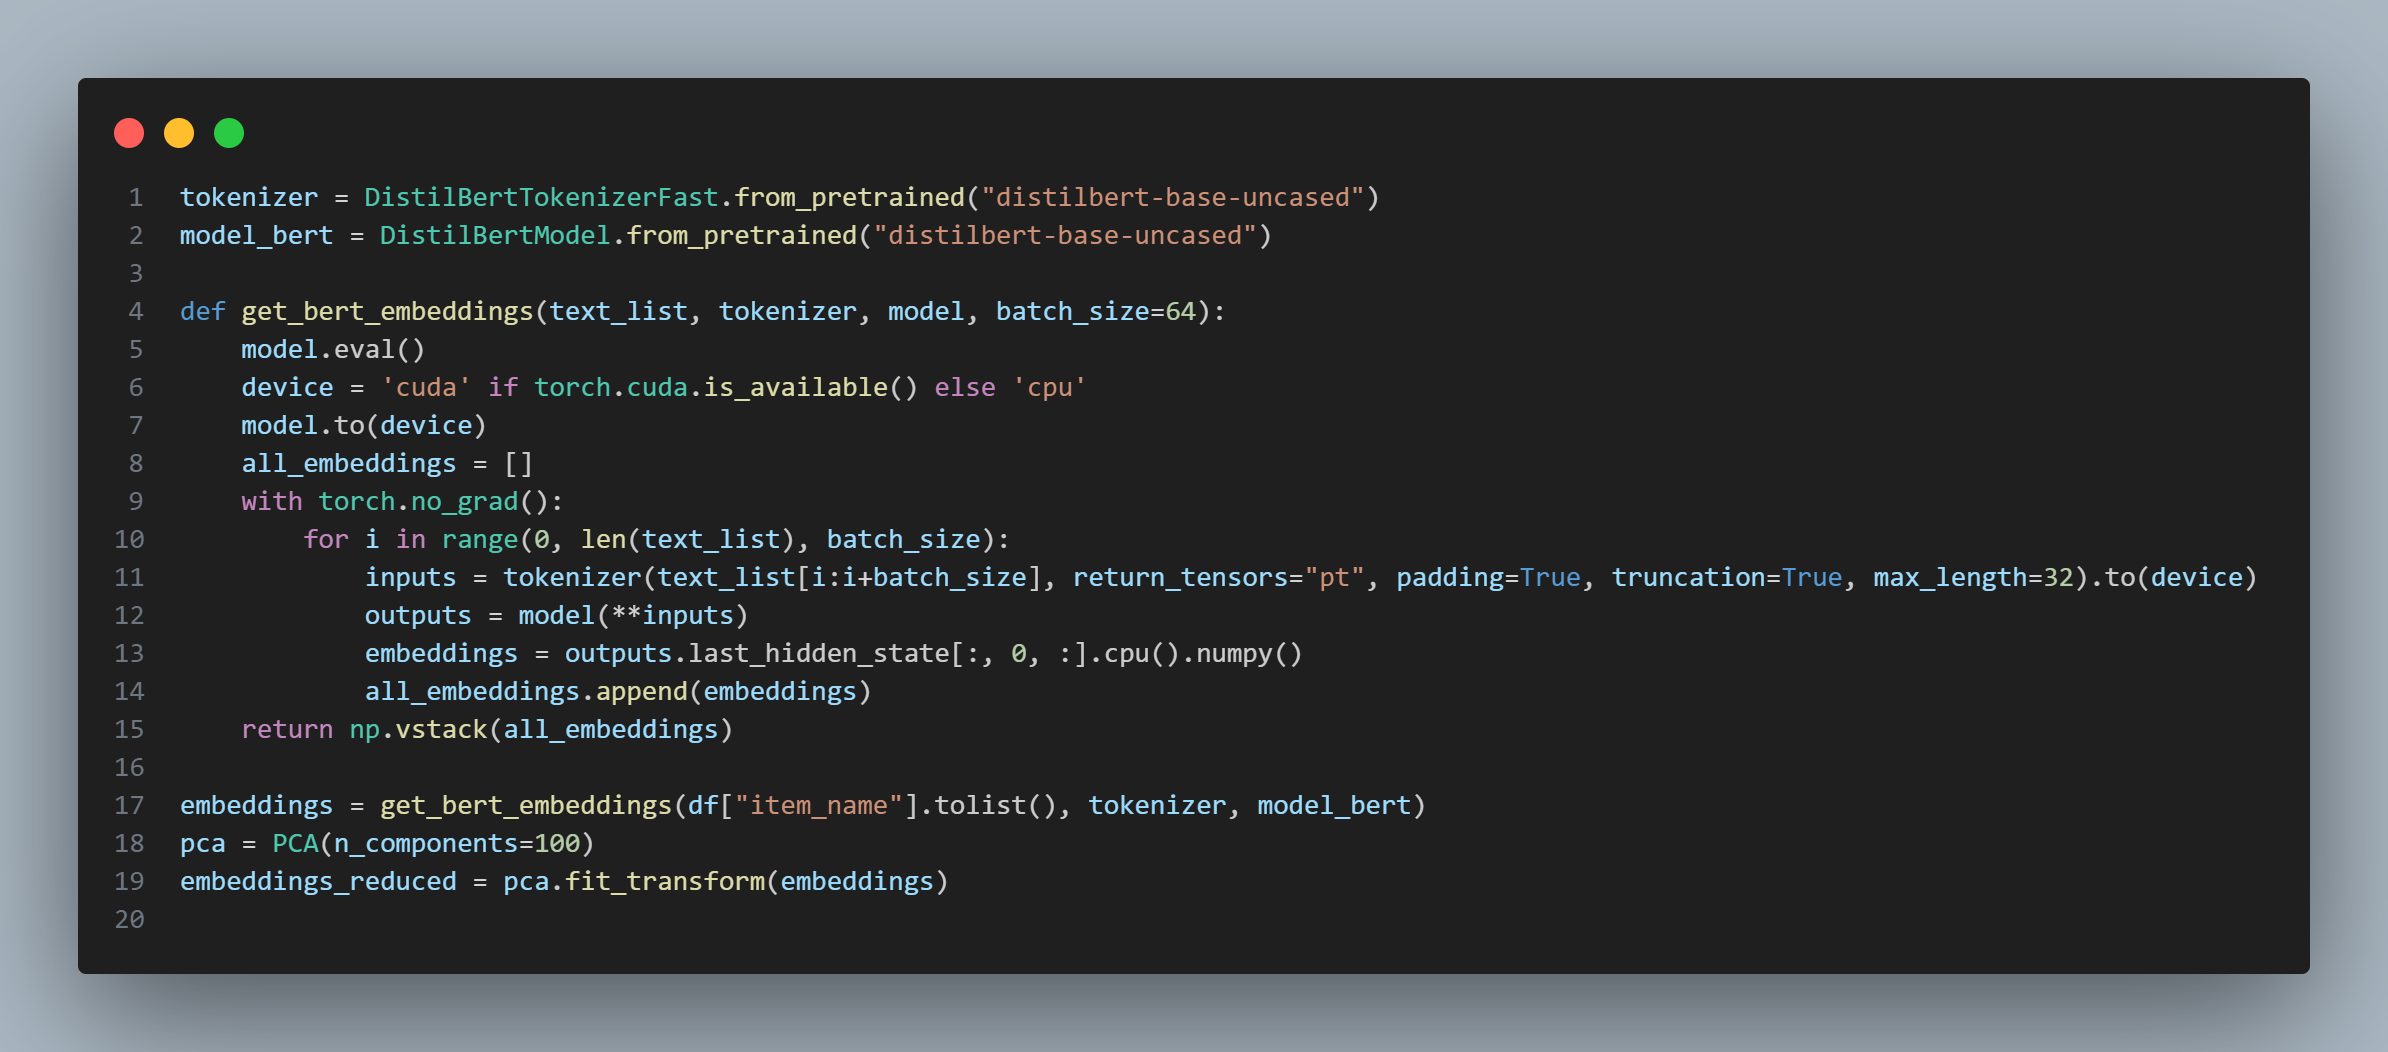 1 tokenizer = DistilBertTokenizerFast.from_pretrained("distilbert-base-uncased")
2 model_bert = DistilBertModel.from_pretrained("distilbert-base-uncased")
3
4 def get_bert_embeddings(text_list, tokenizer, model, batch_size=64):
5     model.eval()
6     device = 'cuda' if torch.cuda.is_available() else 'cpu'
7     model.to(device)
8     all_embeddings = []
9     with torch.no_grad():
10         for i in range(0, len(text_list), batch_size):
11             inputs = tokenizer(text_list[i:i+batch_size], return_tensors="pt", padding=True, truncation=True, max_length=32).to(device)
12             outputs = model(**inputs)
13             embeddings = outputs.last_hidden_state[:, 0, :].cpu().numpy()
14             all_embeddings.append(embeddings)
15     return np.vstack(all_embeddings)
16
17 embeddings = get_bert_embeddings(df["item_name"].tolist(), tokenizer, model_bert)
18 pca = PCA(n_components=100)
19 embeddings_reduced = pca.fit_transform(embeddings)
20